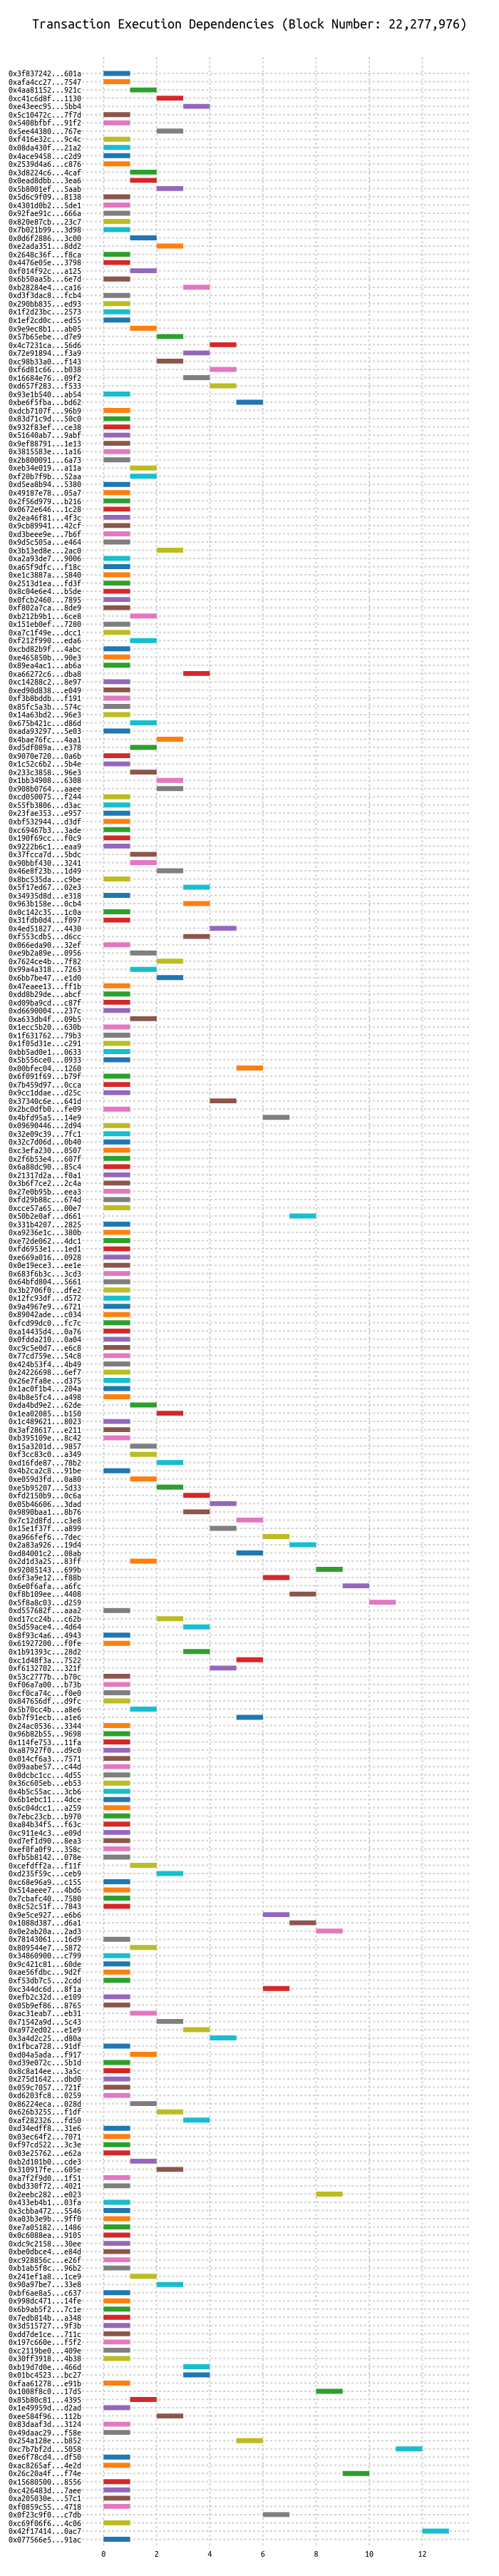 Transaction Execution Dependencies (Block Number: 22,277,976)
0x3f837242...601a
0xafa4cc27...7547
0x4aa81152...921c
0xc41c6d8f...1130
0x43eec95...5bb4
0x5c10472c...7f7d
0x5408bfbf...91f2
0x5ee44380...767e
0xf416e32c...9c4c
0x08da430f...21a2
0x4ace9458...c2d9
0x2539d4a6...c876
0x3d8224c6...4caf
0x0ead8dbb...3ea6
0x5b8001ef...5aab
0x5d6c9f09...8138
0x4301d0b2...5de1
0x92fae91c...666a
0x820e87cb...23c7
0x7b021b99...3d98
0x0d6f2886...3c00
0xe2ada351...8dd2
0x2648c36f...f8ca
0x4476e05e...3798
0xf014f92c...a125
0x6b50aa5b...6e7d
0xb28284e4...ca16
0xd3f3dac8...fcb4
0x290bb835...ed93
0x1f2d23bc...2573
0x1ef2cd0c...ed55
0x9e9ec8b1...ab05
0x57b65ebe...d7e9
0x4c7231ca...56d6
0x72e91894...f3a9
0xc98b33a0...f143
0xf6d81c66...b038
0x16684e76...09f2
0xd657f283...f533
0x93e1b540...ab54
0xbe6f5fba...bd62
0xdcb7107f...96b9
0x83d71c9d...50c0
0x932f83ef...ce38
0x51640ab7...9abf
0x9ef88791...1e13
0x3815583e...1a16
0x2b800091...6a73
0xeb34e019...a11a
0xf20b7f9b...52aa
0xd5ea8b94...5380
0x49187e78...05a7
0x2f56d979...b216
0x0672e646...1c28
0x2ea46f81...4f3c
0x9cb89941...42cf
0xd3beee9e...7b6f
0x9d5c505a...e464
0x3b13ed8e...2ac0
0xa2a93de7...9006
0xa65f9dfc...f18c
0xe1c3887a...5840
0x2513d1ea...fd3f
0x8c04e6e4...b5de
0x0fcb2460...7895
0xf802a7ca...8de9
0xb212b9b1...6ce8
0x151eb0ef...7280
0xa7c1f49e...dcc1
0xf212f990...eda6
0xcbd82b9f...4abc
0xe465850b...90e3
0x89ea4ac1...ab6a
0xa66272c6...dba8
0xc14288c2...8e97
0xed90d838...e049
0xf3b8bddb...f191
0x85fc5a3b...574c
0x14a63bd2...96e3
0x675b421c...d86d
0xada93297...5e03
0x4bae76fc...4aa1
0xd5df089a...e378
0x9070e720...0a6b
0x1c52c6b2...5b4e
0x233c3858...96e3
0x1bb34908...6308
0x908b0764...aaee
0xcd050075...f244
0x55fb3806...d3ac
0x23fae353...e957
0xbf532944...d3df
0xc69467b3...3ade
0x190f69cc...f0c9
0x9222b6c1...eaa9
0x37fcca7d...5bdc
0x90bbf430...3241
0x46e8f23b...1d49
0x8bc535da...c9be
0x5f17ed67...02e3
0x34935d8d...e318
0x963b158e...0cb4
0x0c142c35...1c0a
0x31fdb0d4...f097
0x4ed51827...4430
0xf553cdb5...d6cc
0x066eda90...32ef
0xe9b2a89e...0956
0x7624ce4b...7f82
0x99a4a318...7263
0x6bb7be47...e1d0
0x47eaee13...ff1b
0xdd8b29de...abcf
0xd09ba9cd...c87f
0xd6690004...237c
0xa633db4f...09b5
0x1ecc5b20...630b
0x1f631762...79b3
0x1f05d31e...c291
0xbb5ad0e1...0633
0x5b556ce0...0933
0x00bfec04...1260
0x6f091f69...b79f
0x7b459d97...0cca
0x9cc1ddae...d25c
0x37340c6e...641d
0x2bc0dfb0...fe09
0x4bfd95a5...14e9
0x09690446...2d94
0x32e09c39...7fc1
0x32c7d06d...0b40
0xc3efa230...0507
0x2f6b53e4...607f
0x6a88dc90...85c4
0x21317d2a...f0a1
0x3b6f7ce2...2c4a
0x27e0b95b...eea3
0xfd29b88c...674d
0xcce57a65...00e7
0x50b2e0af...d661
0x331b4207...2825
0xa9236e1c...380b
0xe72de062...4dc1
0xfd6953e1...1ed1
0xe669a016...0928
0x0e19ece3...ee1e
0x683f6b3c...3cd3
0x64bfd804...5661
0x3b2706f0...dfe2
0x12fc93df...d572
0x9a4967e9...6721
0x89042ade...c034
0xfcd99dc0...fc7c
0xa14435d4...0a76
0x0fdda210...0a04
0xc9c5e0d7...e6c8
0x77cd759e...54c8
0x424b53f4...4b49
0x24226698...6ef7
0x26e7fa8e...d375
0x1ac0f1b4...204a
0x4b8e5fc4...a498
0xda4bd9e2...62de
0x1ea02085...b150
0x1c489621...8023
0x3af28617...e211
0xb395109e...8c42
0x15a3201d...9857
0xf3cc83c0...a349
0xd16fde87...78b2
0x4b2ca2c8...91be
0xe059d3fd...0a80
0xe5b95207...5d33
0xfd2150b9...0c6a
0x05b46606...3dad
0x9890baa1...8b76
0x7c12d8fd...c3e8
0x15e1f37f...a899
0xa966fef6...7dec
0x2a83a926...19d4
0xd84001c2...08ab
0x2d1d3a25...83ff
0x92085143...699b
0x6f3a9e12...f88b
0x6e0f6afa...a6fc
0xf8b109ee...4408
0x5f8a8c03...d259
0xd557682f...aaa2
0xd17cc24b...c62b
0x5d59ace4...4d64
0x8f93c4a6...4943
0x61927200...f0fe
0x1b91393c...28d2
0xc1d48f3a...7522
0xf6132702...321f
0x53c2777b...b70c
0xf06a7a00...b73b
0xcf0ca74c...f0e0
0x847656df...d9fc
0x5b70cc4b...a8e6
0xb7f91ecb...a1e6
0x24ac0536...3344
0x96b82b55...9698
0x114fe753...11fa
0xa87927f0...d9c0
0x014cf6a3...7571
0x09aabe57...c44d
0x0dcbc1cc...4d55
0x36c605eb...eb53
0x4b5c55ac...3cb6
0x6b1ebc11...4dce
0x6c04dcc1...a259
0x7ebc23cb...b970
0xa84b34f5...f63c
0xc911e4c3...e09d
0xd7ef1d90...8ea3
0xef0fa0f9...358c
0xfb5b8142...078e
0xcefdff2a...f11f
0xd235f59c...ceb9
0xc68e96a9...c155
0x514aeee7...4bd6
0x7cbafc40...7580
0x8c52c51f...7843
0x9e5ce927...e6b6
0x1088d387...d6a1
0x0e2ab20a...2ad3
0x78143061...16d9
0x809544e7...5872
0x34860900...c799
0x9c421c81...60de
0xae56fdbc...9d2f
0xf53db7c5...2cdd
0xc344dc6d...8f1a
0xefb2c32d...e109
0x05b9ef86...8765
0xac31eab7...eb31
0x71542a9d...5c43
0xa972ed02...e1e9
0x3a4d2c25...d80a
0x1fbca728...91df
0xd04a5ada...f917
0xd39e072c...5b1d
0x8c8a14ee...3a5c
0x275d1642...dbd0
0x059c7057...721f
0xd6203fc8...0259
0x86224eca...028d
0x626b3255...f1df
0xaf282326...fd50
0xd34edff8...31e6
0x03ec64f2...7071
0xf97cd522...3c3e
0x03e25762...e62a
0xb2d101b0...cde3
0x310917fe...605e
0xa7f2f9d0...1f51
0xbd330f72...4021
0x2eebc282...e023
0x433eb4b1...03fa
0x3cbba472...5546
0xa03b3e9b...9ff0
0xe7a05182...1486
0x0c6088ea...9105
0xdc9c2158...30ee
0xbe0dbce4...e84d
0xc928856c...e26f
0xb1ab5f8c...96b2
0x241ef1a8...1ce9
0x90a97be7...33e8
0xbf6ae8a5...c637
0x998dc471...14fe
0x6b9ab5f2...7c1e
0x7edb814b...a348
0x3d515727...9f3b
0xdd7de1ce...711c
0x197c660e...f5f2
0xc2119be0...409e
0x30ff3918...4b38
0xb19d7d0e...466d
0x01bc4523...bc27
0xfaa61278...e91b
0x1008f8c0...17d5
0x85b80c81...4395
0x1e49959d...d2ad
0xee584f96...112b
0x83daaf3d...3124
0x49daac29...f58e
0x254a128e...b852
0xc7b7bf2d...5058
0xe6f78cd4...df50
0xac8265af...4e2d
0x26c20a4f...f74e
0x15680500...8556
0xc426483d...7aee
0xa205030e...57c1
0xf0859c55...4718
0x0f23c9f0...c7db
0xc69f06f6...4c06
0x42f17414...0ac7
0x077566e5...91ac
0 2 4 6 8 10 12